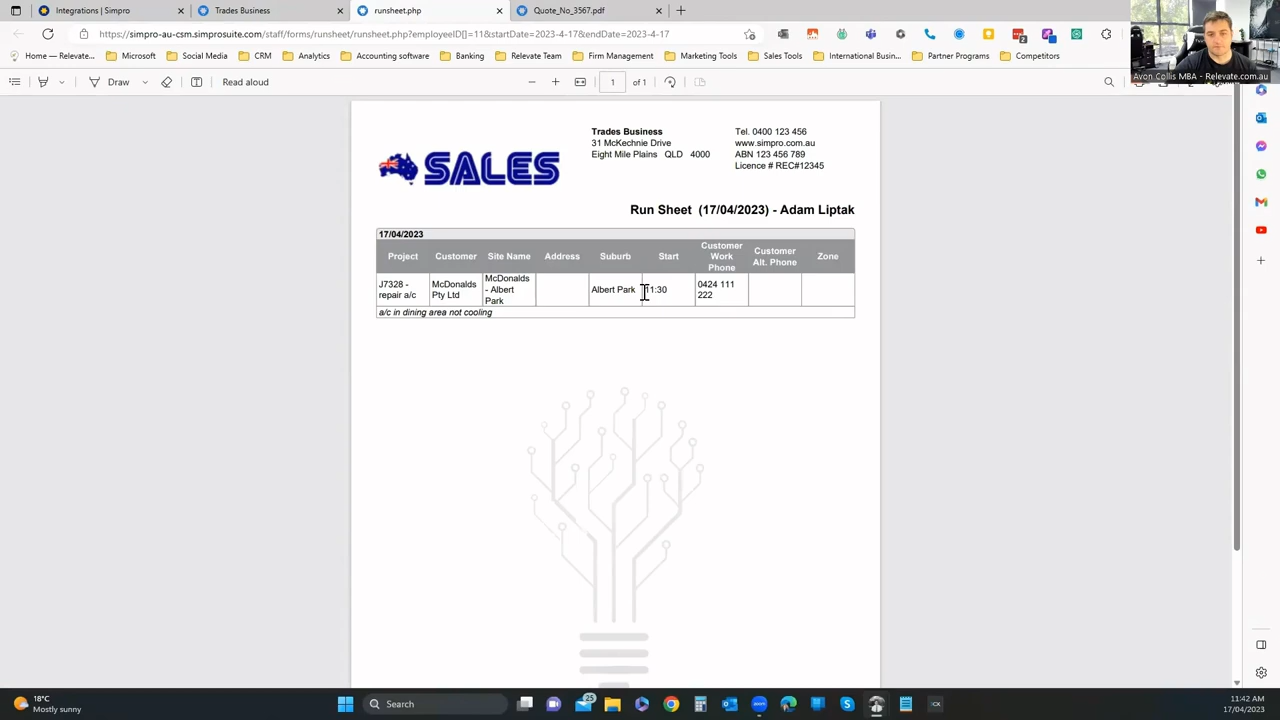 Integrations | Simpro
Trades Business
runsheet.php
Quote_No_3567.pdf
https://simpro-au-csm.simprosuite.com/staff/forms/runsheet/runsheet.php?employeeID[]=11&startDate=2023-4-17&endDate=2023-4-17
Home — Relevate...
Microsoft
Social Media
CRM
Analytics
Accounting software
Banking
Relevate Team
Firm Management
Marketing Tools
Sales Tools
International Busin...
Partner Programs
Competitors
Avon Collis MBA - Relevate.com.au
Draw
Read aloud
1
of 1
SALES
Trades Business
31 McKechnie Drive
Eight Mile Plains QLD 4000
Tel. 0400 123 456
www.simpro.com.au
ABN 123 456 789
Licence # REC#12345
Run Sheet (17/04/2023) - Adam Liptak
17/04/2023
Project
Customer
Site Name
Address
Suburb
Start
Customer
Work
Phone
Customer
Alt. Phone
Zone
J7328 -
repair a/c
McDonalds
Pty Ltd
McDonalds
- Albert
Park
Albert Park
11:30
0424 111
222
a/c in dining area not cooling
18°C
Mostly sunny
Search
25
11:42 AM
17/04/2023